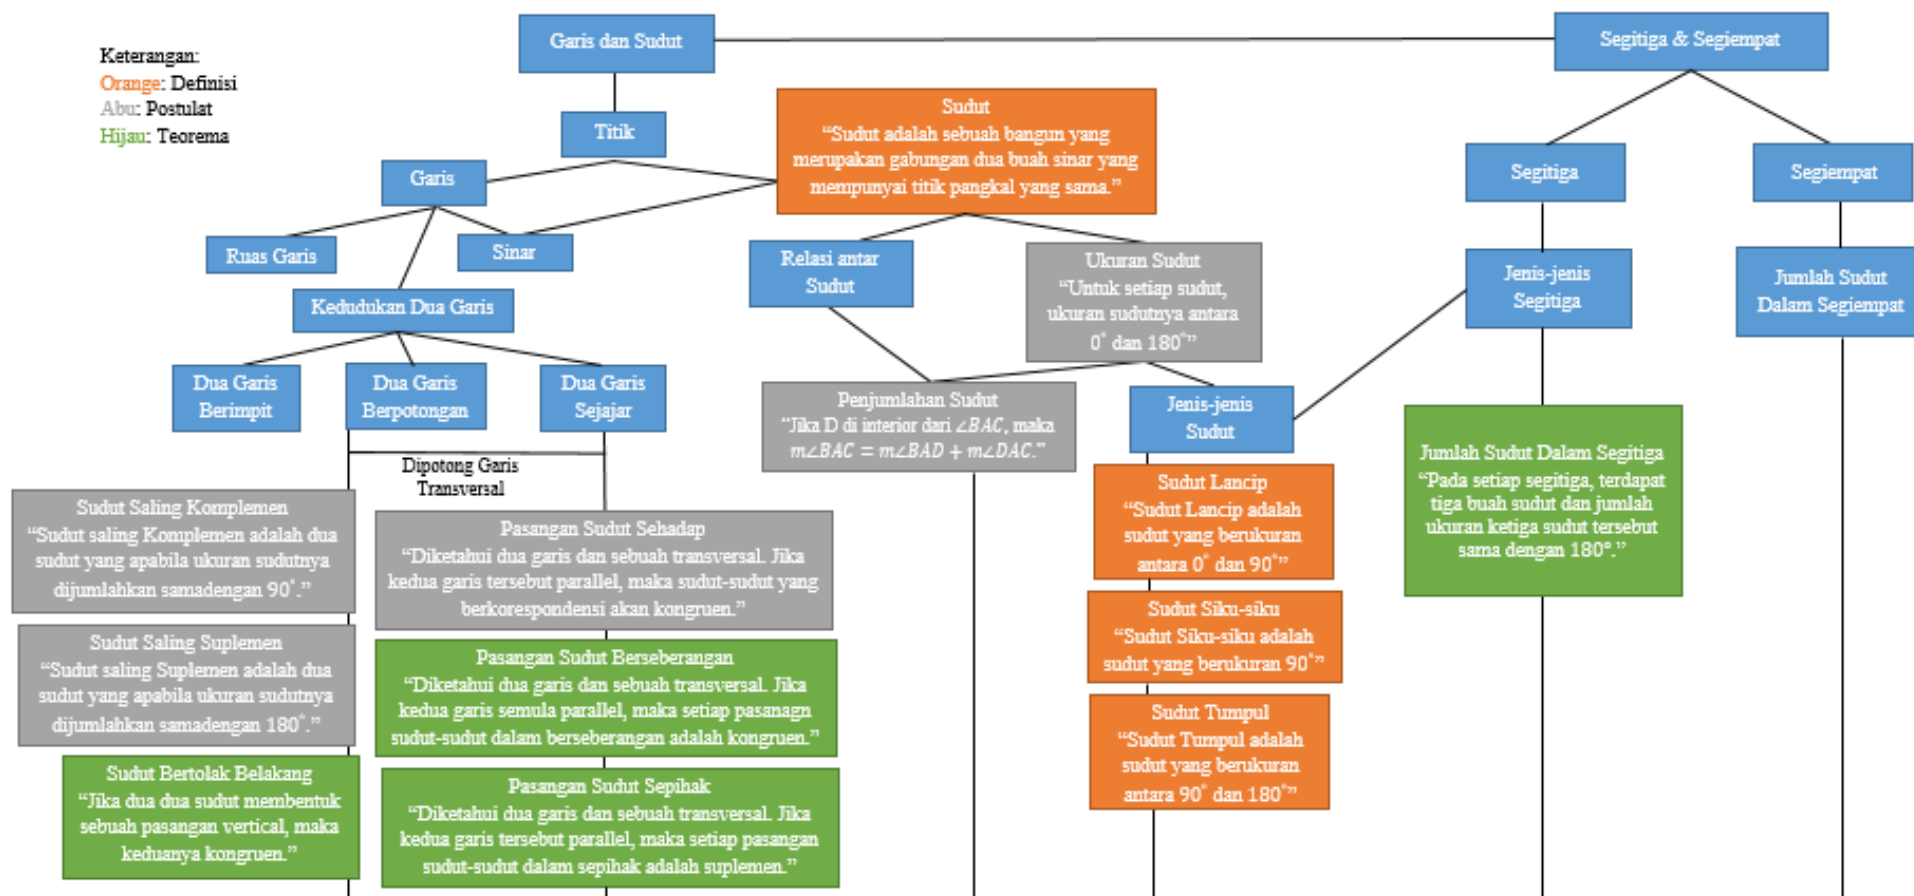 Keterangan:
Orange: Definisi
Abu: Postulat
Hijau: Teorema
Garis dan Sudut
Segitiga & Segiempat
Titik
Sudut
“Sudut adalah sebuah bangun yang
merupakan gabungan dua buah sinar yang
mempunyai titik pangkal yang sama.”
Garis
Segitiga
Segiempat
Ruas Garis
Sinar
Relasi antar
Sudut
Ukuran Sudut
“Untuk setiap sudut,
ukuran sudutnya antara
0° dan 180°”
Jenis-jenis
Segitiga
Jumlah Sudut
Dalam Segiempat
Kedudukan Dua Garis
Dua Garis
Berimpit
Dua Garis
Berpotongan
Dua Garis
Sejajar
Penjumlahan Sudut
“Jika D di interior dari ∠BAC, maka
m∠BAC = m∠BAD + m∠DAC.”
Jenis-jenis
Sudut
Dipotong Garis
Transversal
Sudut Saling Komplemen
“Sudut saling Komplemen adalah dua
sudut yang apabila ukuran sudutnya
dijumlahkan samadengan 90°.”
Sudut Saling Suplemen
“Sudut saling Suplemen adalah dua
sudut yang apabila ukuran sudutnya
dijumlahkan samadengan 180°.”
Sudut Bertolak Belakang
“Jika dua dua sudut membentuk
sebuah pasangan vertical, maka
keduanya kongruen.”
Pasangan Sudut Sehadap
“Diketahui dua garis dan sebuah transversal. Jika
kedua garis tersebut parallel, maka sudut-sudut yang
berkorespondensi akan kongruen.”
Pasangan Sudut Berseberangan
“Diketahui dua garis dan sebuah transversal. Jika
kedua garis semula parallel, maka setiap pasanagn
sudut-sudut dalam berseberangan adalah kongruen.”
Pasangan Sudut Sepihak
“Diketahui dua garis dan sebuah transversal. Jika
kedua garis tersebut parallel, maka setiap pasangan
sudut-sudut dalam sepihak adalah suplemen.”
Sudut Lancip
“Sudut Lancip adalah
sudut yang berukuran
antara 0° dan 90°”
Sudut Siku-siku
“Sudut Siku-siku adalah
sudut yang berukuran 90°”
Sudut Tumpul
“Sudut Tumpul adalah
sudut yang berukuran
antara 90° dan 180°”
Jumlah Sudut Dalam Segitiga
“Pada setiap segitiga, terdapat
tiga buah sudut dan jumlah
ukuran ketiga sudut tersebut
sama dengan 180°.”